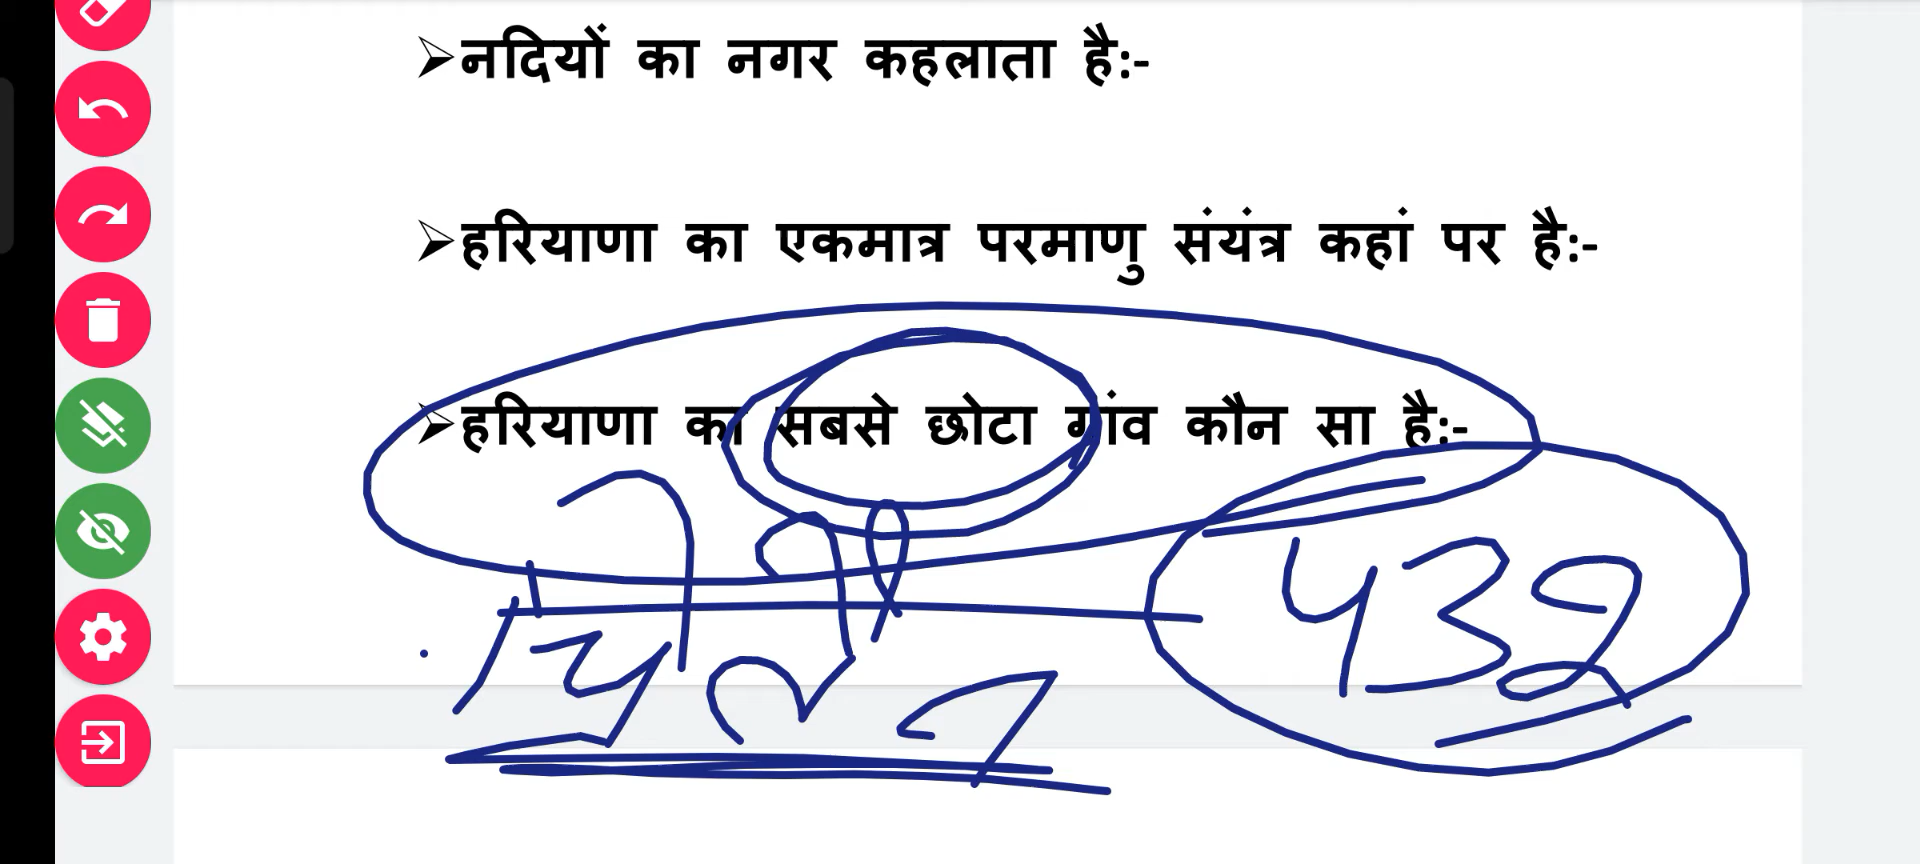 ➢नदियों का नगर कहलाता है:-
➢हरियाणा का एकमात्र परमाणु संयंत्र कहां पर है:-
➢हरियाणा का सबसे छोटा गांव कौन सा है:-
432